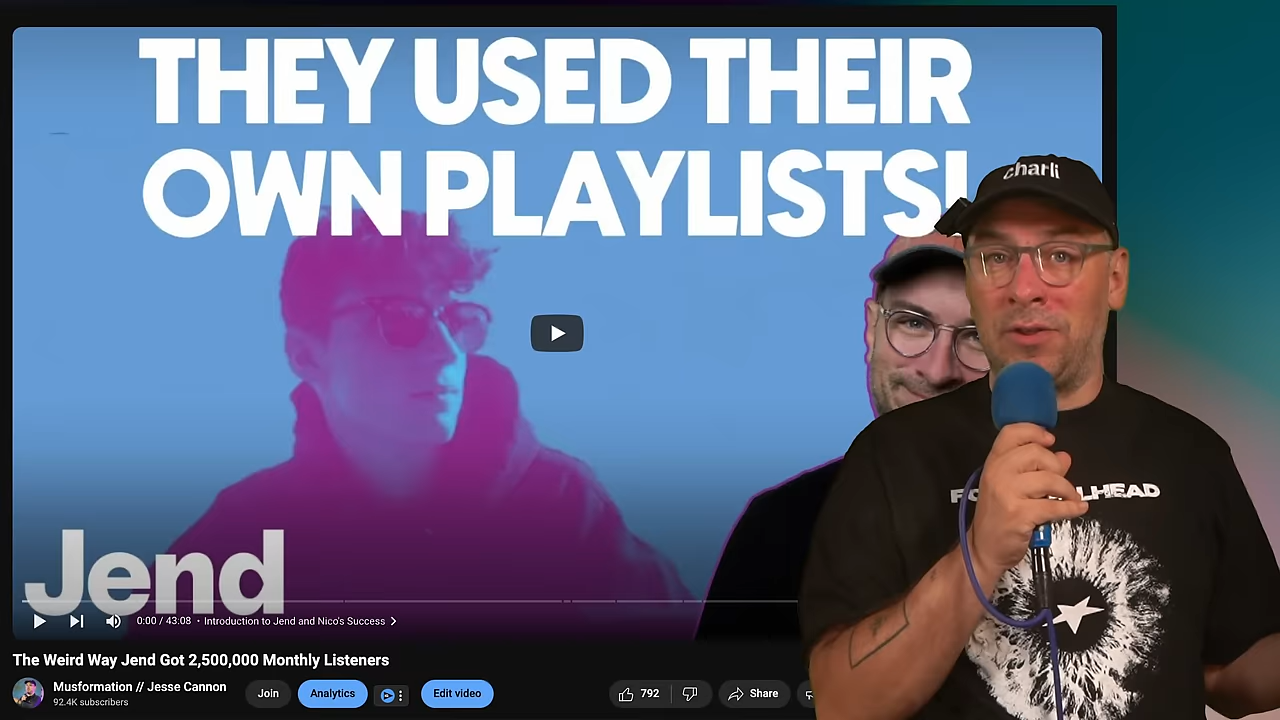 THEY USED THEIR
OWN PLAYLISTS!
charli
Jend
0:00 / 43:08 • Introduction to Jend and Nico's Success
The Weird Way Jend Got 2,500,000 Monthly Listeners
Musformation // Jesse Cannon
92.4K subscribers
Join
Analytics
Edit video
792
Share